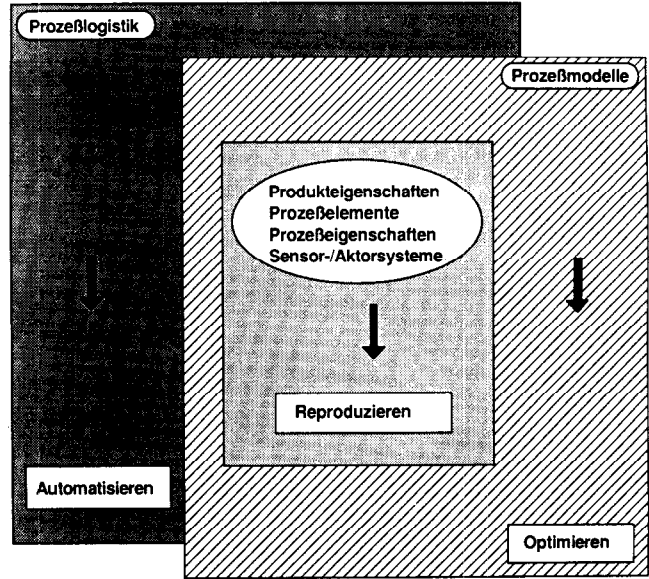 Prozeßlogistik
Prozeßmodelle
Produkteigenschaften
Prozeßelemente
Prozeßeigenschaften
Sensor-/Aktorsysteme
Reproduzieren
Automatisieren
Optimieren